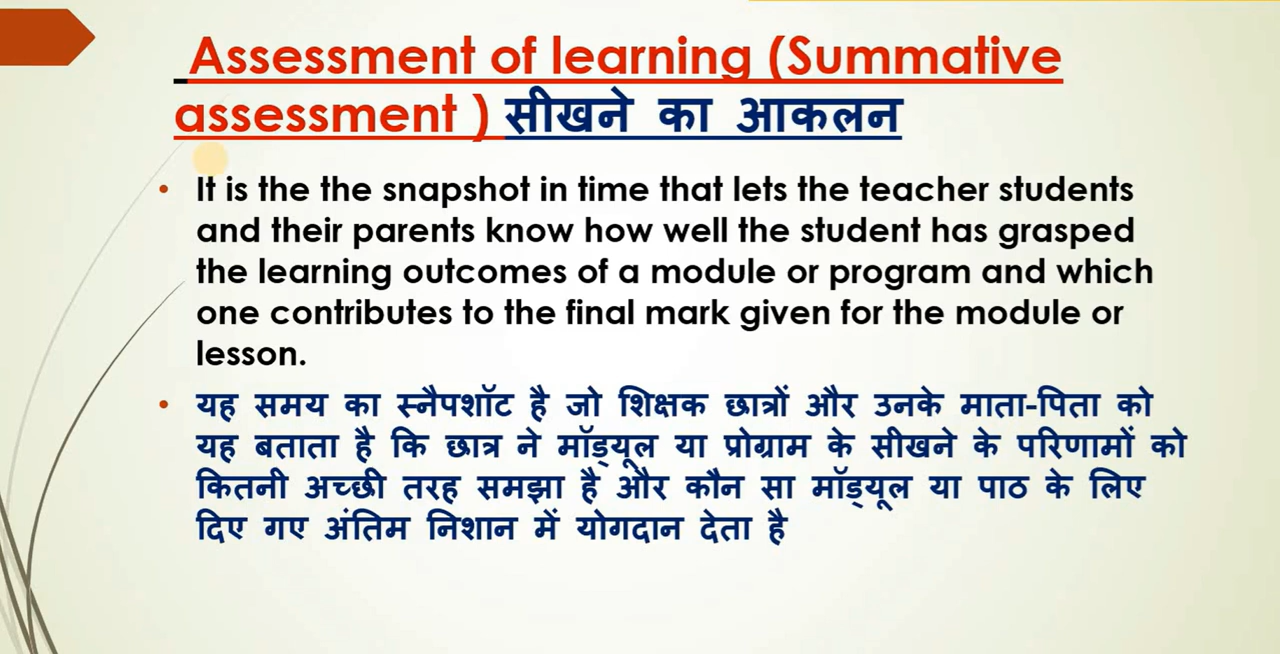 Assessment of learning (Summative
assessment ) सीखने का आकलन
• It is the the snapshot in time that lets the teacher students
and their parents know how well the student has grasped
the learning outcomes of a module or program and which
one contributes to the final mark given for the module or
lesson.
• यह समय का स्नैपशॉट है जो शिक्षक छात्रों और उनके माता-पिता को
यह बताता है कि छात्र ने मॉड्यूल या प्रोग्राम के सीखने के परिणामों को
कितनी अच्छी तरह समझा है और कौन सा मॉड्यूल या पाठ के लिए
दिए गए अंतिम निशान में योगदान देता है